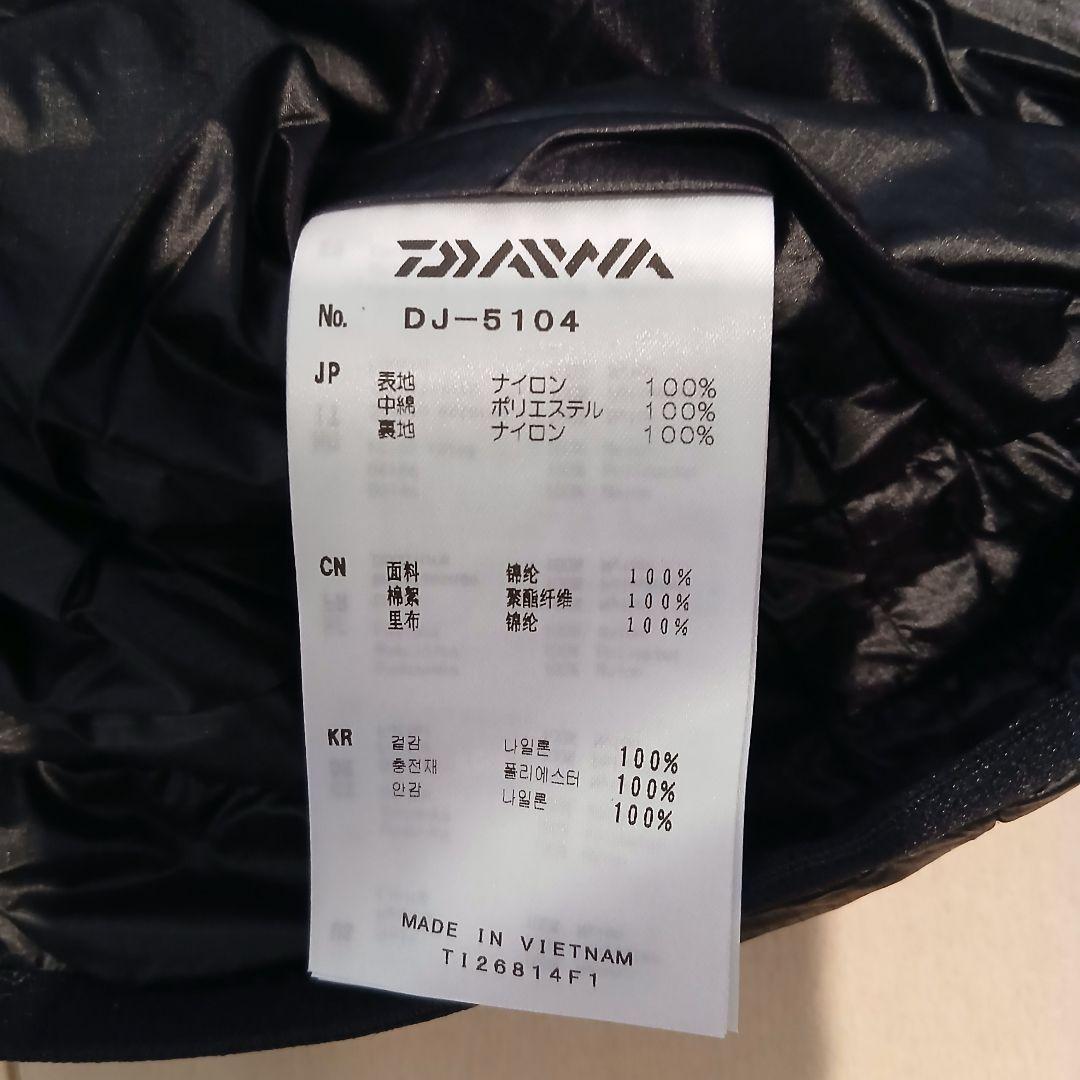 DAIWA
No. DJ-5104
JP 表地 ナイロン 100%
中綿 ポリエステル 100%
裏地 ナイロン 100%
CN 面料 锦纶 100%
棉絮 聚酯纤维 100%
里布 锦纶 100%
KR 겉감 나일론 100%
충전재 폴리에스터 100%
안감 나일론 100%
MADE IN VIETNAM
TI26814F1